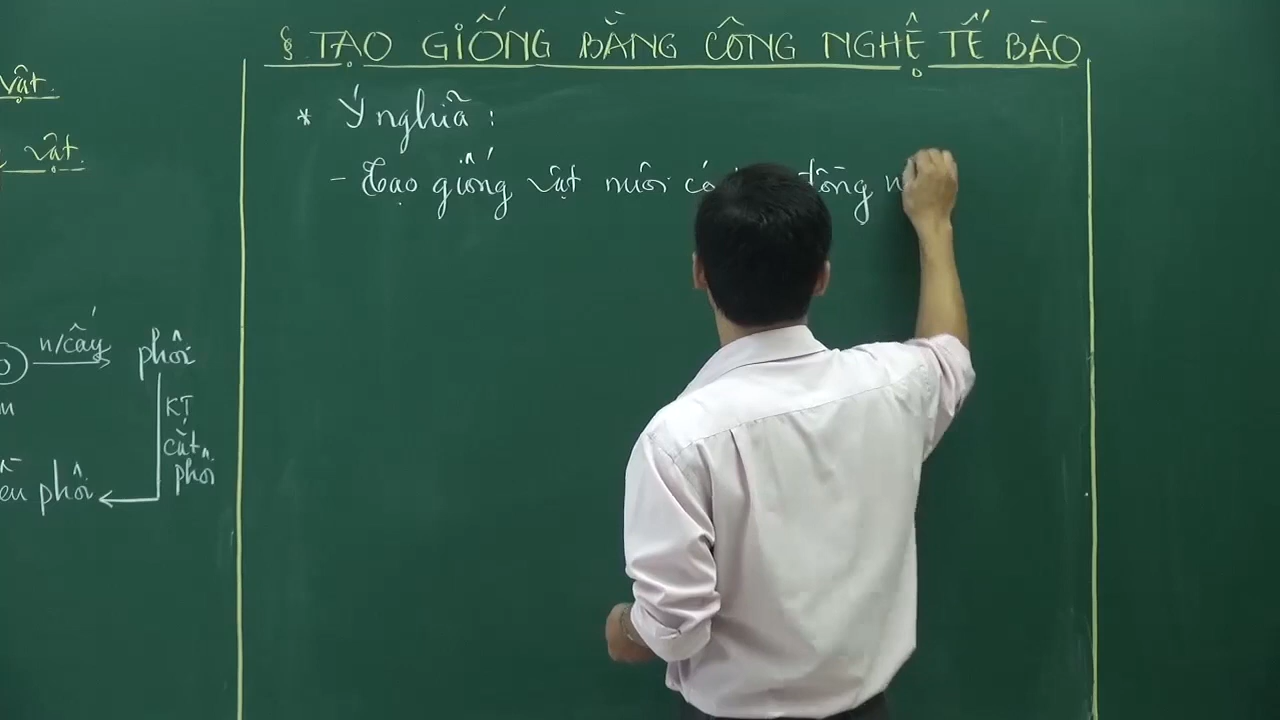 § TẠO GIỐNG BẰNG CÔNG NGHỆ TẾ BÀO
vật.
vật.
n/cấy
phôi
KT
cắt
phôi
phôi
* Ý nghĩa :
- Tạo giống vật nuôi có đồng